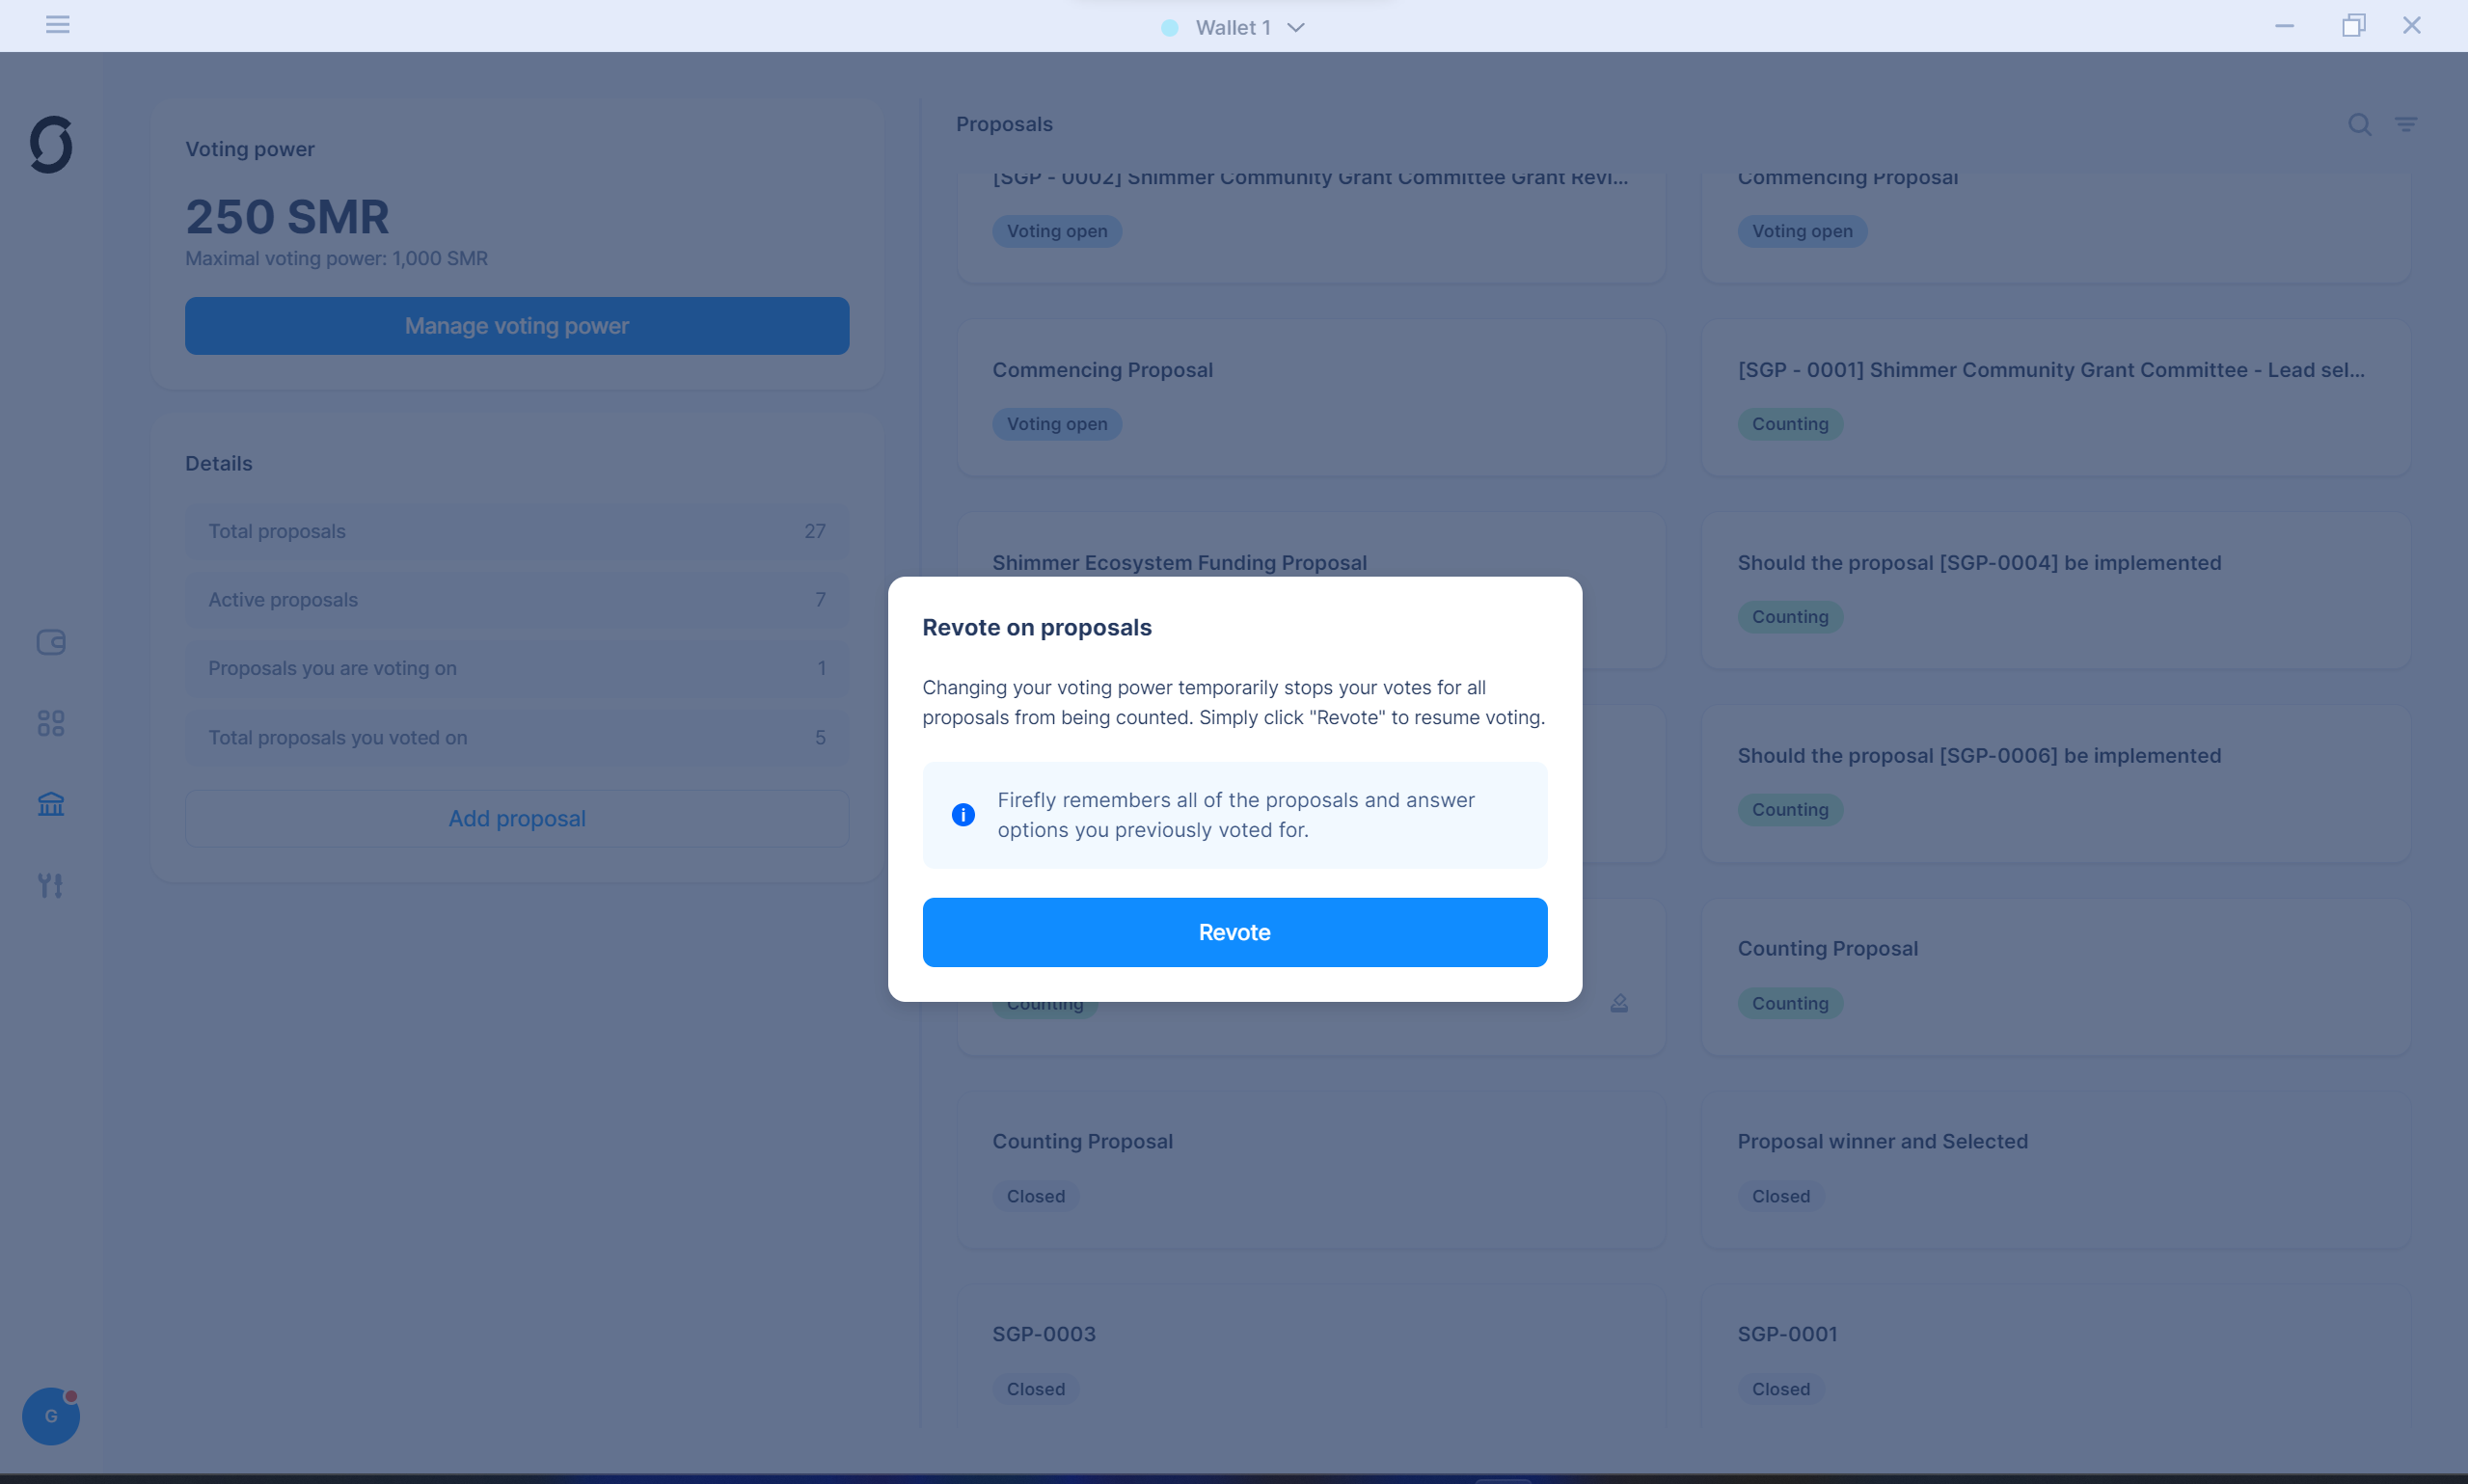 Wallet 1
Voting power
250 SMR
Maximal voting power: 1,000 SMR
Manage voting power
Details
Total proposals 27
Active proposals 7
Proposals you are voting on 1
Total proposals you voted on 5
Add proposal
G
Proposals
[SGP - 0002] Shimmer Community Grant Committee Grant Revi...
Voting open
Commencing Proposal
Voting open
Commencing Proposal
Voting open
[SGP - 0001] Shimmer Community Grant Committee - Lead sel...
Counting
Shimmer Ecosystem Funding Proposal
Should the proposal [SGP-0004] be implemented
Counting
Should the proposal [SGP-0006] be implemented
Counting
Counting
Counting Proposal
Counting
Counting Proposal
Closed
Proposal winner and Selected
Closed
SGP-0003
Closed
SGP-0001
Closed
Revote on proposals
Changing your voting power temporarily stops your votes for all
proposals from being counted. Simply click "Revote" to resume voting.
Firefly remembers all of the proposals and answer
options you previously voted for.
Revote